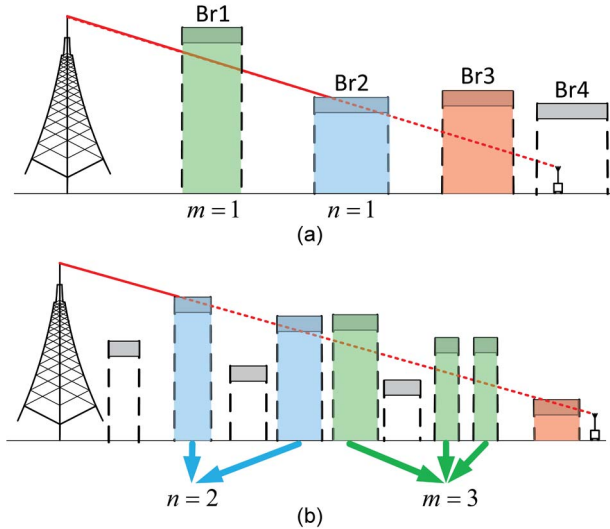 Br1
Br2
Br3
Br4
m = 1
n = 1
(a)
n = 2
m = 3
(b)